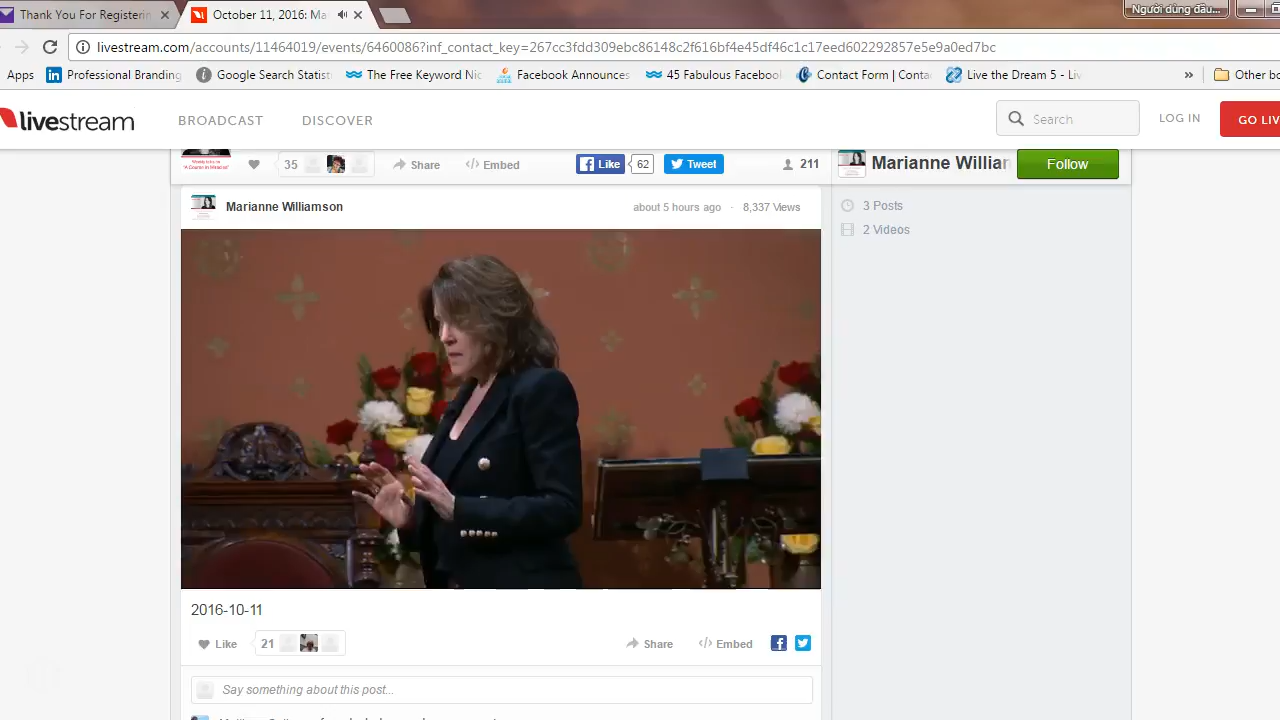 Người dùng đầu...
Thank You For Registerin
October 11, 2016: Ma
livestream.com/accounts/11464019/events/6460086?inf_contact_key=267cc3fdd309ebc86148c2f616f4e45df46c1c17eed602292857e5e9a0ed7bc
Apps Professional Branding Google Search Statist The Free Keyword Nic Facebook Announces 45 Fabulous Facebook Contact Form | Conta Live the Dream 5 - Liv » Other bo
livestream BROADCAST DISCOVER Search LOG IN GO LIV
35 Share Embed Like 62 Tweet 211 Marianne Willian Follow
Marianne Williamson about 5 hours ago · 8,337 Views
3 Posts
2 Videos
2016-10-11
Like 21 Share Embed
Say something about this post...